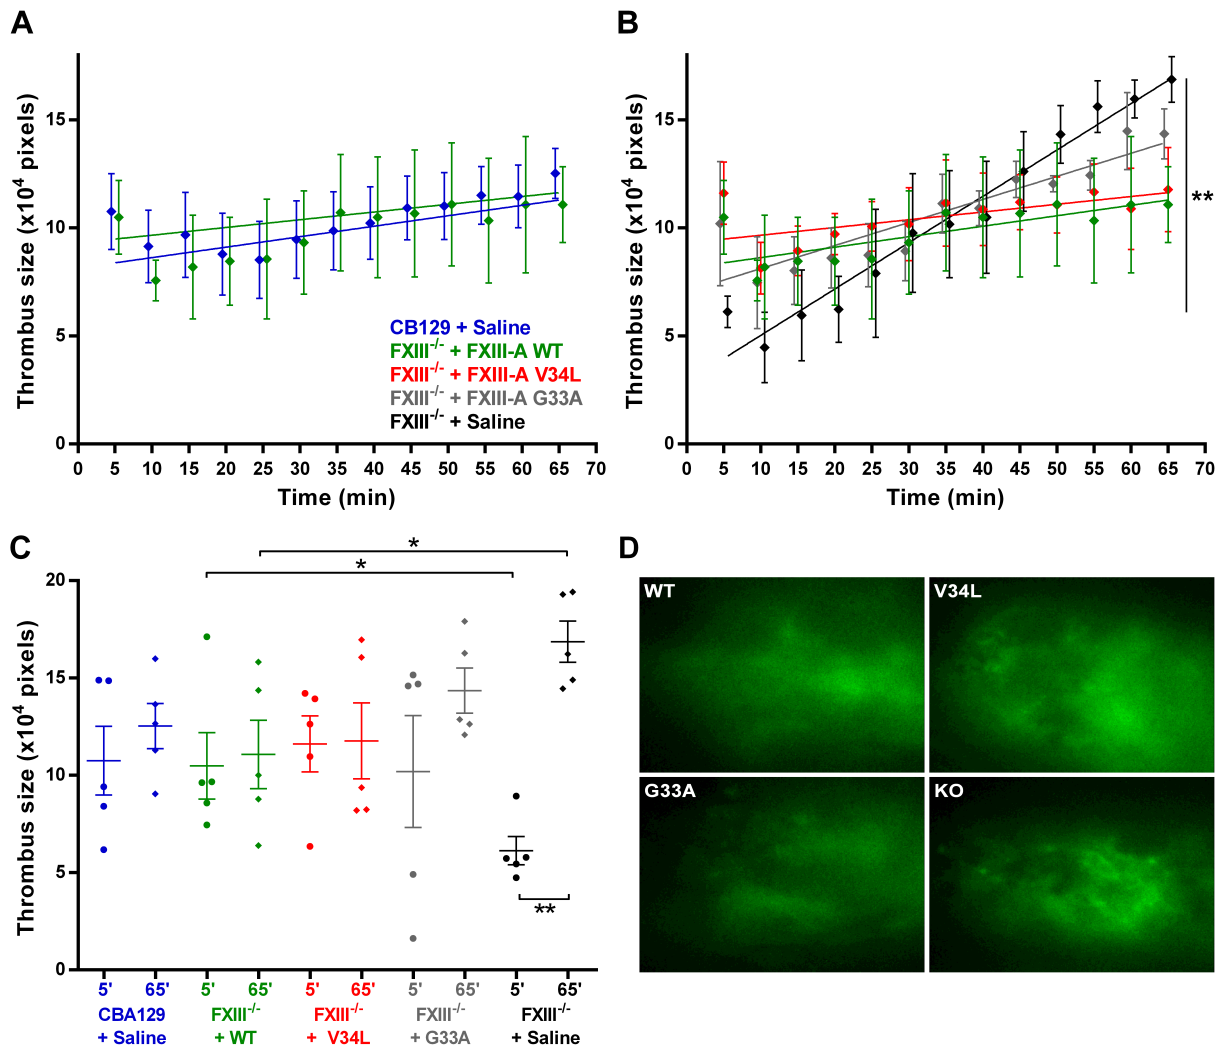 A
Thrombus size (x10⁴ pixels)
15
10
5
0
0 5 10 15 20 25 30 35 40 45 50 55 60 65 70
Time (min)
CB129 + Saline
FXIII⁻/⁻ + FXIII-A WT
FXIII⁻/⁻ + FXIII-A V34L
FXIII⁻/⁻ + FXIII-A G33A
FXIII⁻/⁻ + Saline
B
Thrombus size (x10⁴ pixels)
15
10
5
0
0 5 10 15 20 25 30 35 40 45 50 55 60 65 70
Time (min)
**
C
Thrombus size (x10⁴ pixels)
20
15
10
5
0
*
*
**
5' 65' 5' 65' 5' 65' 5' 65' 5' 65'
CBA129 FXIII⁻/⁻ FXIII⁻/⁻ FXIII⁻/⁻ FXIII⁻/⁻
+ Saline + WT + V34L + G33A + Saline
D
WT
V34L
G33A
KO